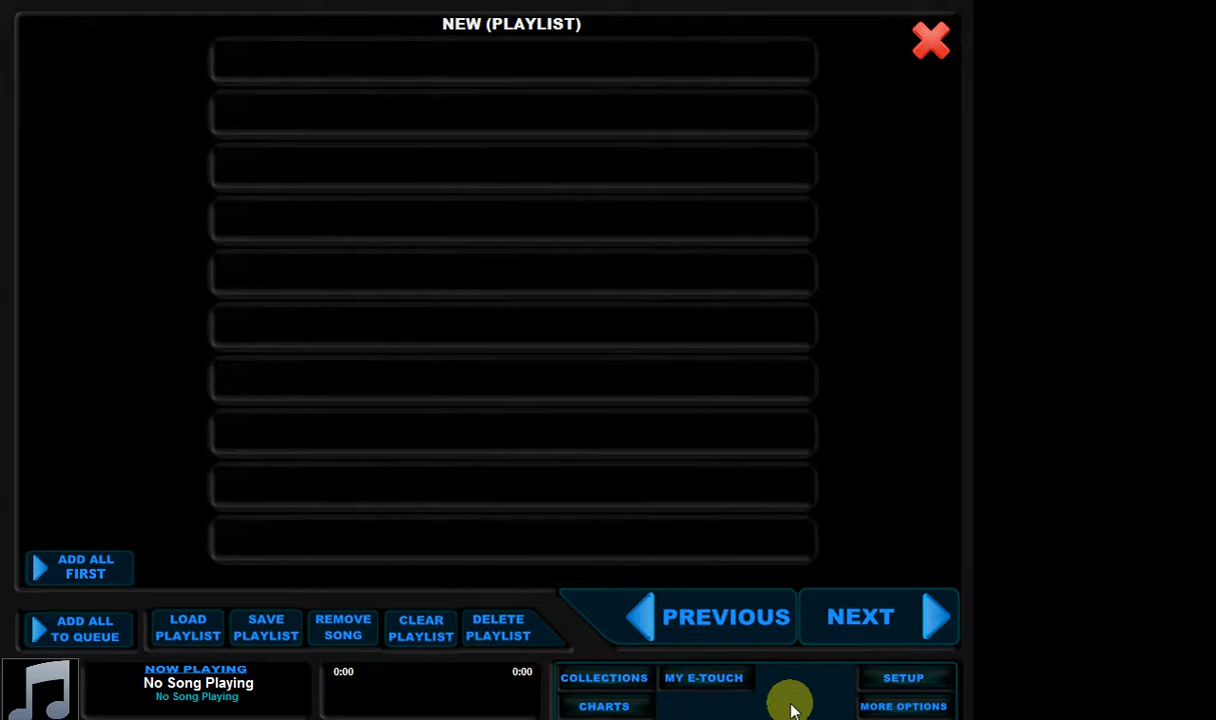 NEW (PLAYLIST)
ADD ALL
FIRST
ADD ALL
TO QUEUE
LOAD
PLAYLIST
SAVE
PLAYLIST
REMOVE
SONG
CLEAR
PLAYLIST
DELETE
PLAYLIST
PREVIOUS
NEXT
NOW PLAYING
No Song Playing
No Song Playing
0:00
0:00
COLLECTIONS
MY E-TOUCH
SETUP
CHARTS
MORE OPTIONS